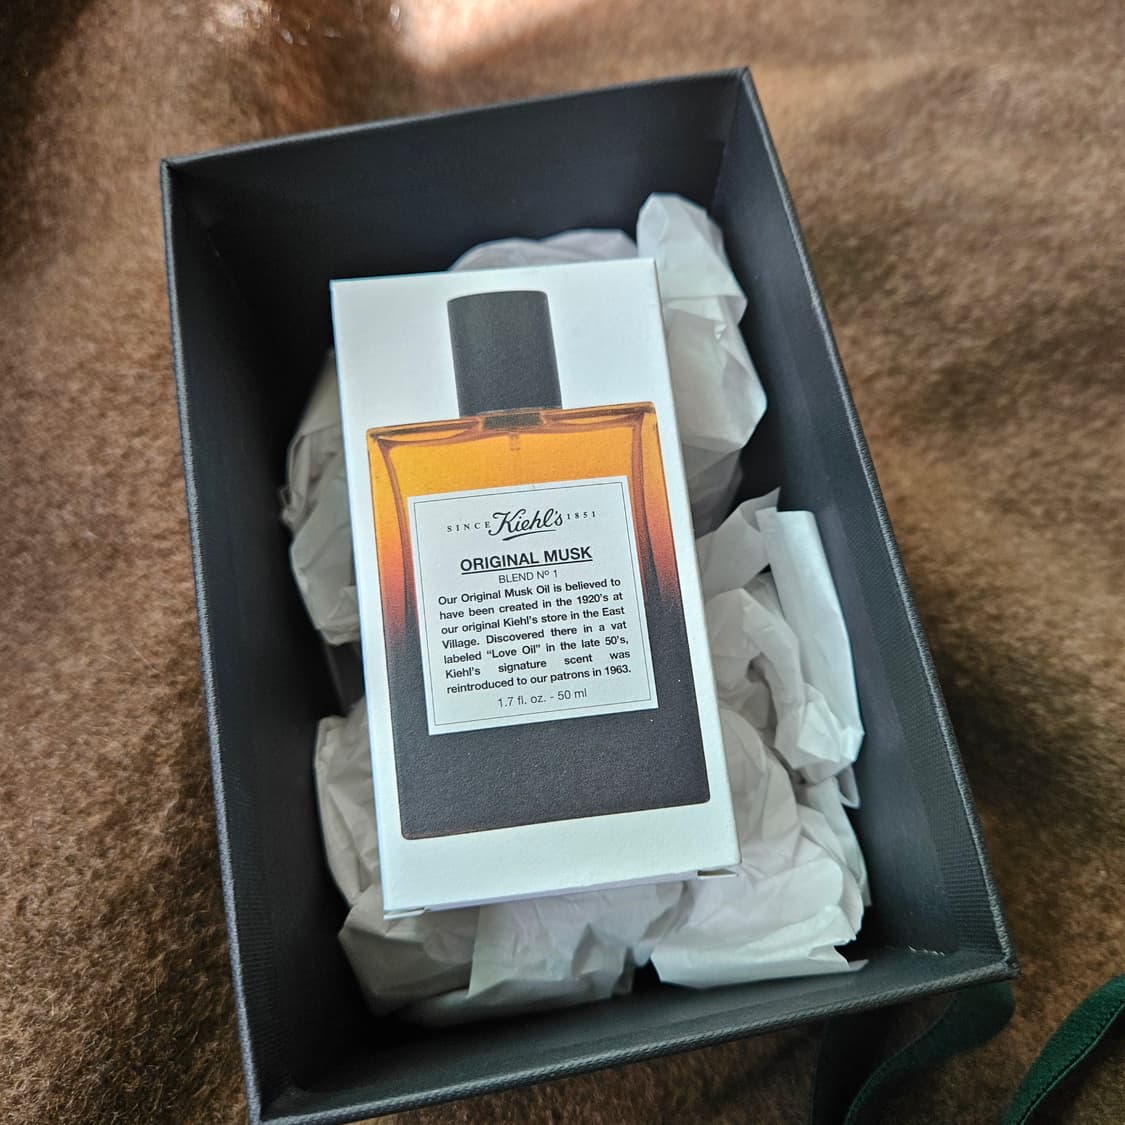 SINCE Kiehl's 1851
ORIGINAL MUSK
BLEND Nº 1
Our Original Musk Oil is believed to
have been created in the 1920's at
our original Kiehl's store in the East
Village. Discovered there in a vat
labeled “Love Oil” in the late 50's,
Kiehl's signature scent was
reintroduced to our patrons in 1963.
1.7 fl. oz. - 50 ml